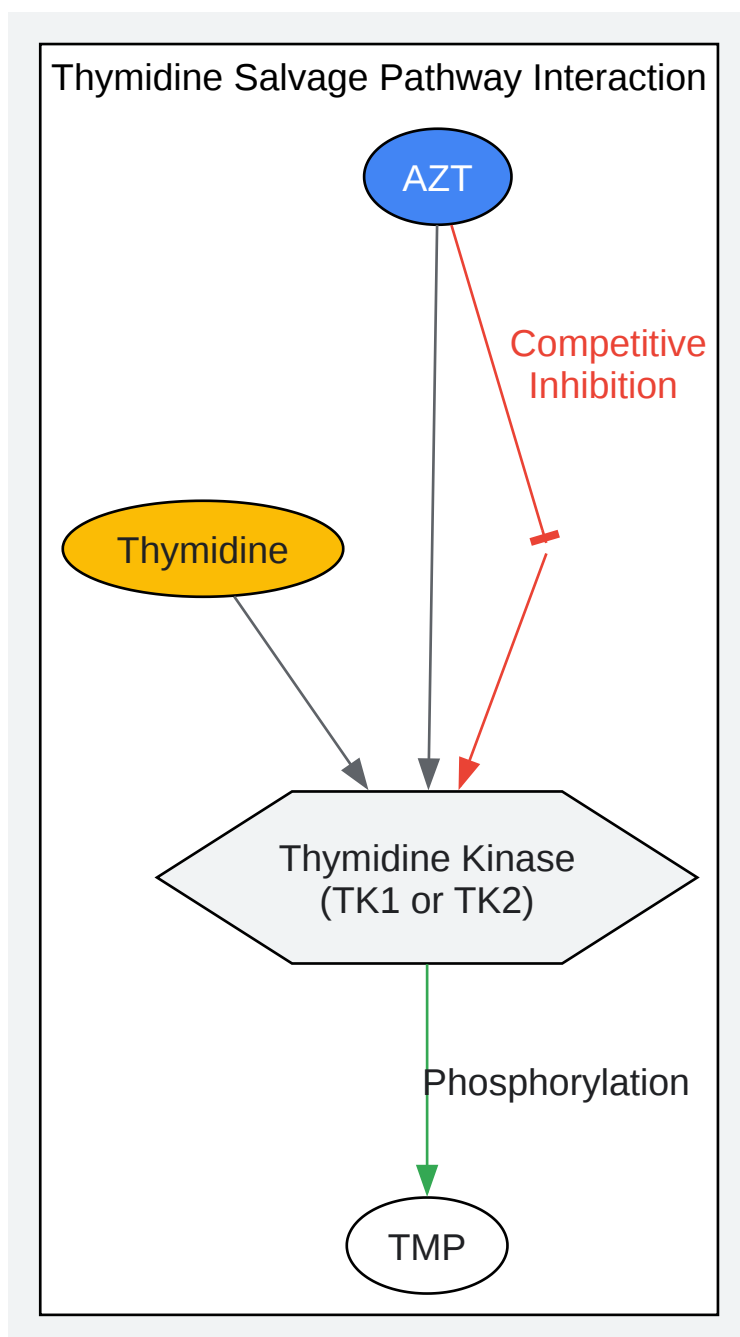 Thymidine Salvage Pathway Interaction
AZT
Competitive
Inhibition
Thymidine
Thymidine Kinase
(TK1 or TK2)
Phosphorylation
TMP